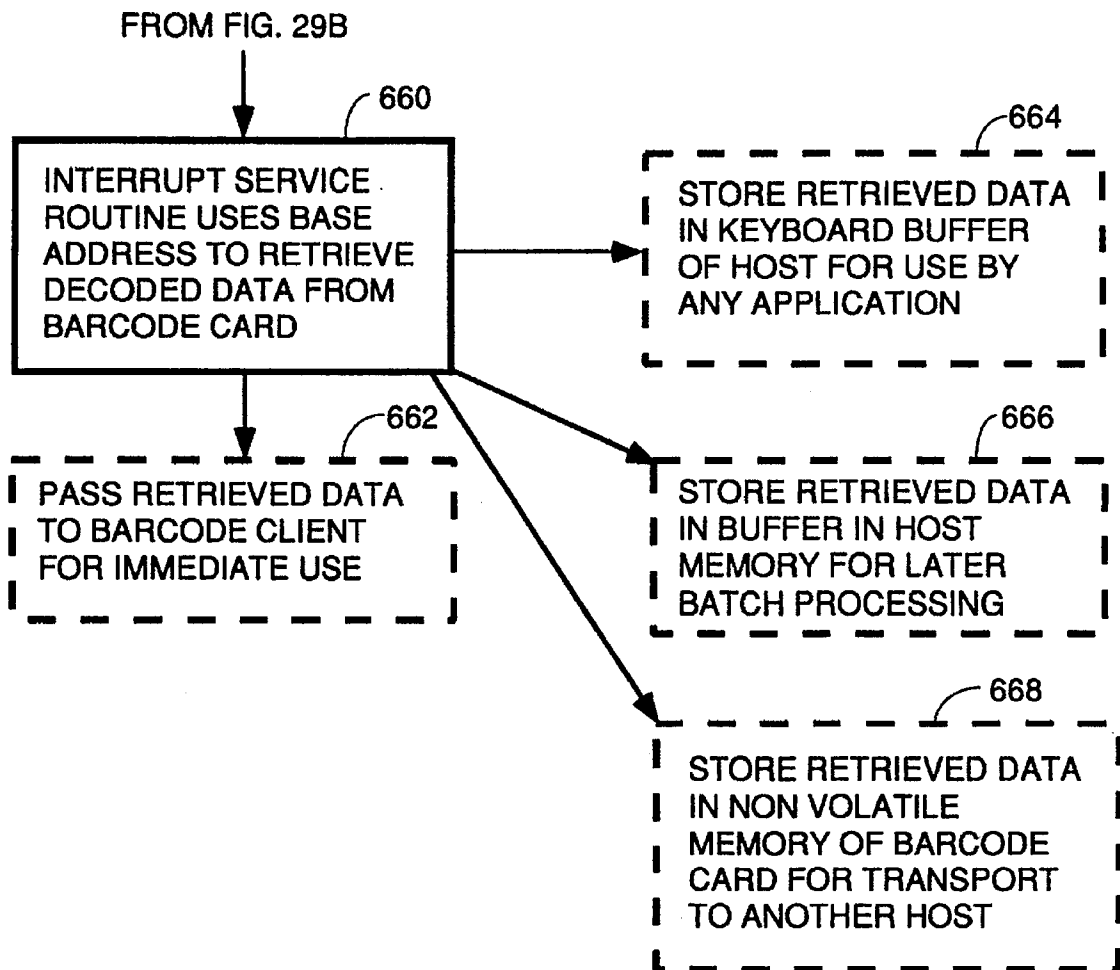 FROM FIG. 29B
660
INTERRUPT SERVICE
ROUTINE USES BASE
ADDRESS TO RETRIEVE
DECODED DATA FROM
BARCODE CARD
664
STORE RETRIEVED DATA
IN KEYBOARD BUFFER
OF HOST FOR USE BY
ANY APPLICATION
662
PASS RETRIEVED DATA
TO BARCODE CLIENT
FOR IMMEDIATE USE
666
STORE RETRIEVED DATA
IN BUFFER IN HOST
MEMORY FOR LATER
BATCH PROCESSING
668
STORE RETRIEVED DATA
IN NON VOLATILE
MEMORY OF BARCODE
CARD FOR TRANSPORT
TO ANOTHER HOST